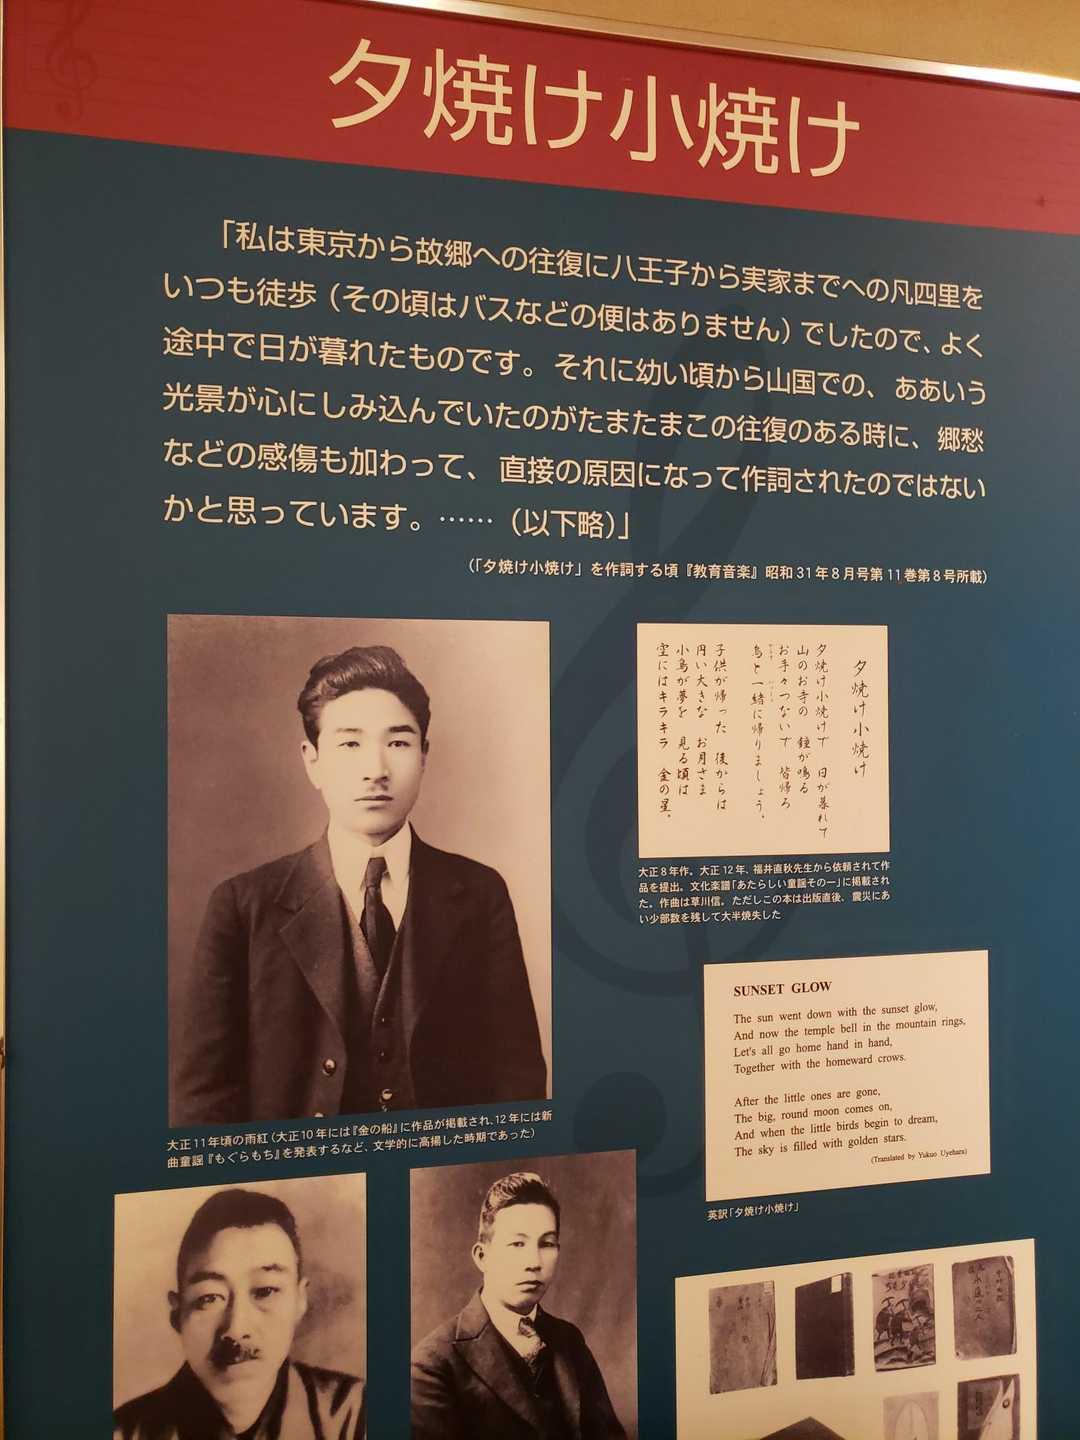 夕焼け小焼け
「私は東京から故郷への往復に八王子から実家までへの凡四里を
いつも徒歩（その頃はバスなどの便はありません）でしたので、よく
途中で日が暮れたものです。それに幼い頃から山国での、ああいう
光景が心にしみ込んでいたのがたまたまこの往復のある時に、郷愁
などの感傷も加わって、直接の原因になって作詞されたのではない
かと思っています。……（以下略）」
（「夕焼け小焼け」を作詞する頃『教育音楽』昭和31年8月号第11巻第8号所載）
夕焼け小焼け
夕焼け小焼けで 日が暮れて
山のお寺の 鐘が鳴る
お手々つないで 皆帰ろ
烏と一緒に帰りましょう。
子供が帰った 後からは
円い大きな お月さま
小鳥が夢を 見る頃は
空にはキラキラ 金の星。
大正8年作。大正12年、福井直秋先生から依頼されて作
品を提出。文化楽譜「あたらしい童謡その一」に掲載され
た。作曲は草川信。ただしこの本は出版直後、震災にあ
い少部数を残して大半焼失した
SUNSET GLOW
The sun went down with the sunset glow,
And now the temple bell in the mountain rings,
Let's all go home hand in hand,
Together with the homeward crows.
After the little ones are gone,
The big, round moon comes on,
And when the little birds begin to dream,
The sky is filled with golden stars.
(Translated by Yukuo Uyehara)
英訳「夕焼け小焼け」
大正11年頃の雨紅（大正10年には『金の船』に作品が掲載され、12年には新
曲童謡『もぐらもち』を発表するなど、文学的に高揚した時期であった）